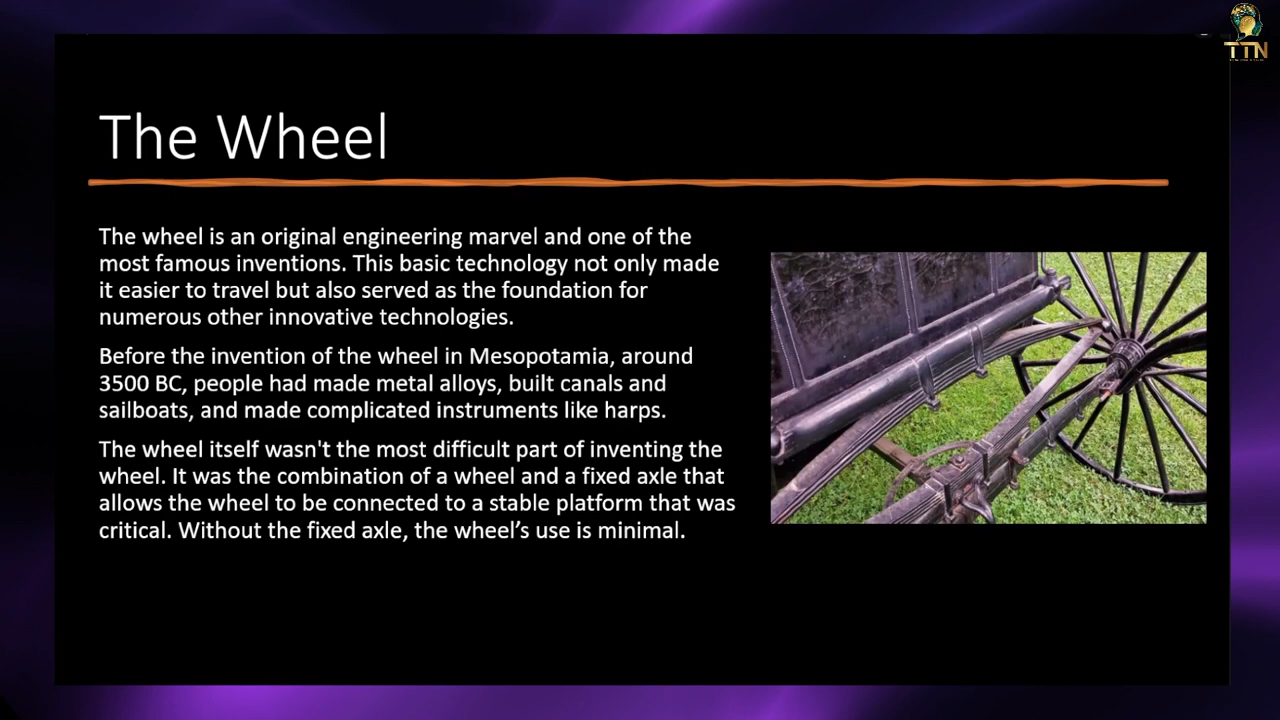 TTN
The Wheel
The wheel is an original engineering marvel and one of the
most famous inventions. This basic technology not only made
it easier to travel but also served as the foundation for
numerous other innovative technologies.
Before the invention of the wheel in Mesopotamia, around
3500 BC, people had made metal alloys, built canals and
sailboats, and made complicated instruments like harps.
The wheel itself wasn't the most difficult part of inventing the
wheel. It was the combination of a wheel and a fixed axle that
allows the wheel to be connected to a stable platform that was
critical. Without the fixed axle, the wheel’s use is minimal.